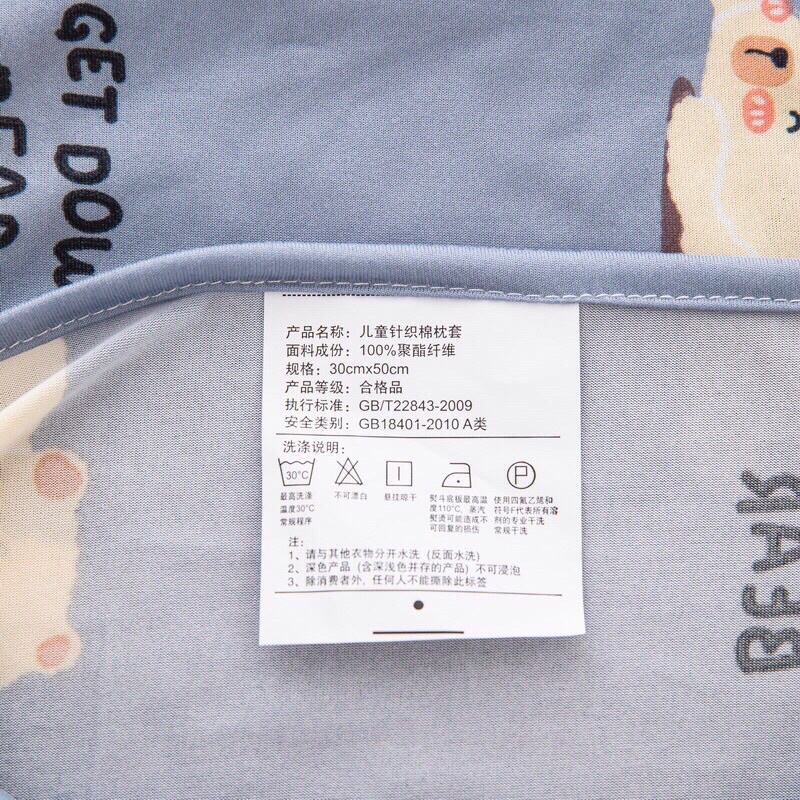 GET DOW
BEAR
产品名称：儿童针织棉枕套
面料成份：100%聚酯纤维
规格：30cmx50cm
产品等级：合格品
执行标准：GB/T22843-2009
安全类别：GB18401-2010 A类
洗涤说明：
30°C
P
最高洗涤
温度30°C
常规程序
不可漂白
悬挂晾干
熨斗底板最高温
度110°C，蒸汽
熨烫可能造成不
可回复的损伤
使用四氯乙烯和
符号F代表所有溶
剂的专业干洗
常规干洗
注：
1、请与其他衣物分开水洗（反面水洗）
2、深色产品（含深浅色并存的产品）不可浸泡
3、除消费者外，任何人不能撕除此标签